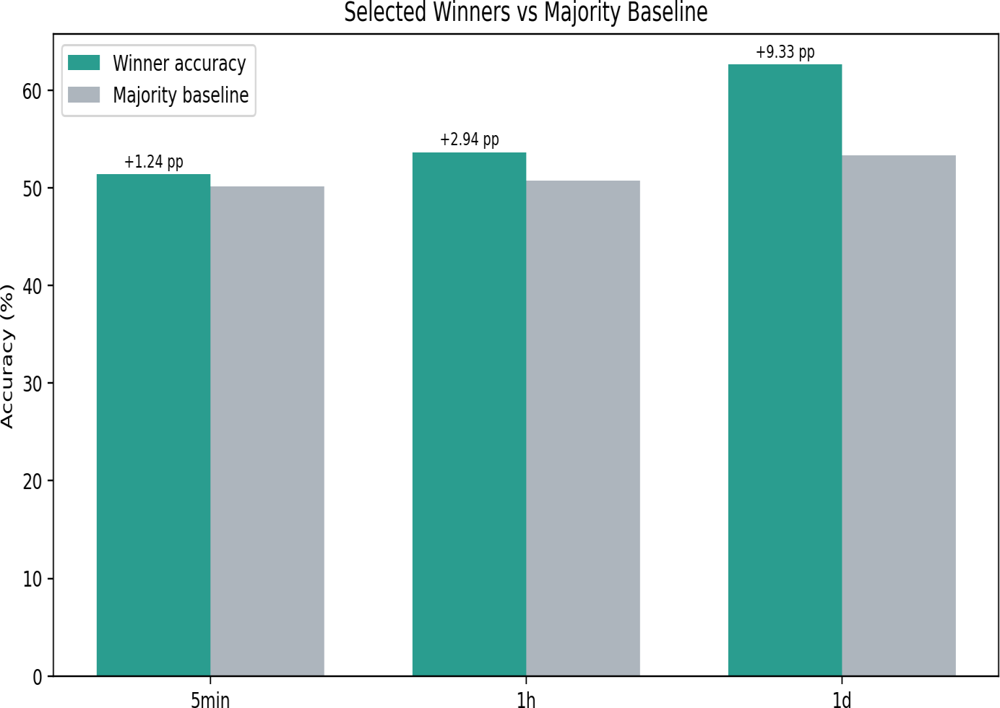 Selected Winners vs Majority Baseline
Winner accuracy
Majority baseline
+1.24 pp
+2.94 pp
+9.33 pp
Accuracy (%)
60
50
40
30
20
10
0
5min
1h
1d